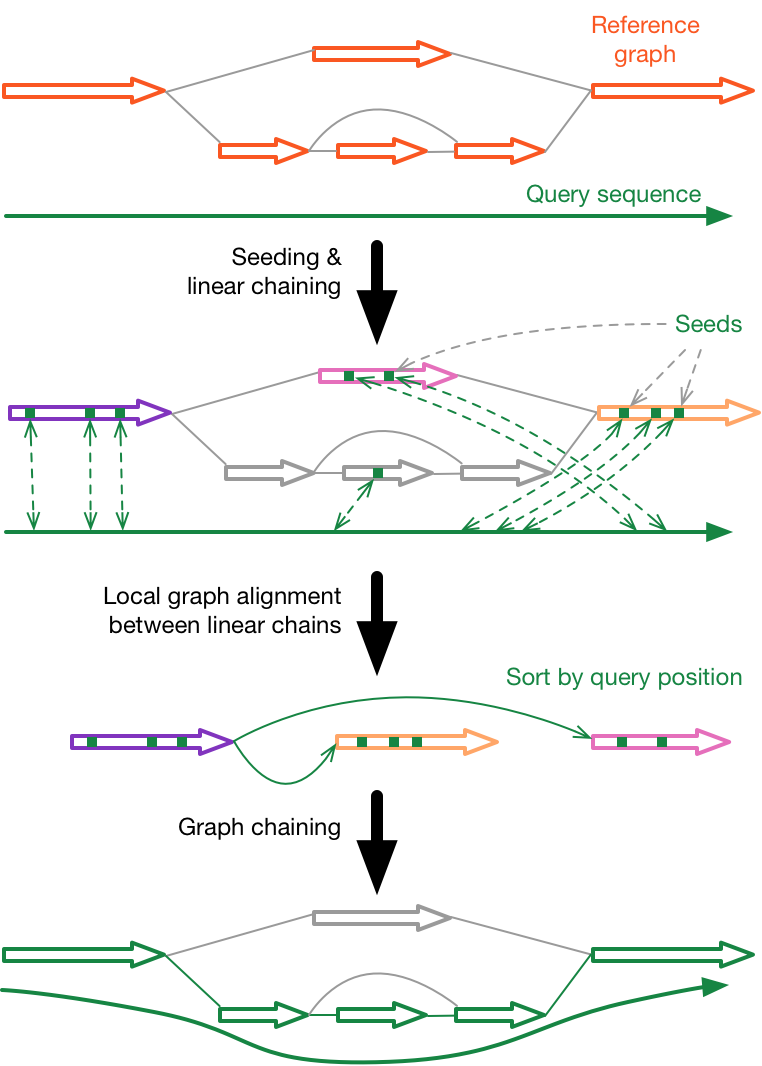 Reference
graph
Query sequence
Seeding &
linear chaining
Seeds
Local graph alignment
between linear chains
Sort by query position
Graph chaining